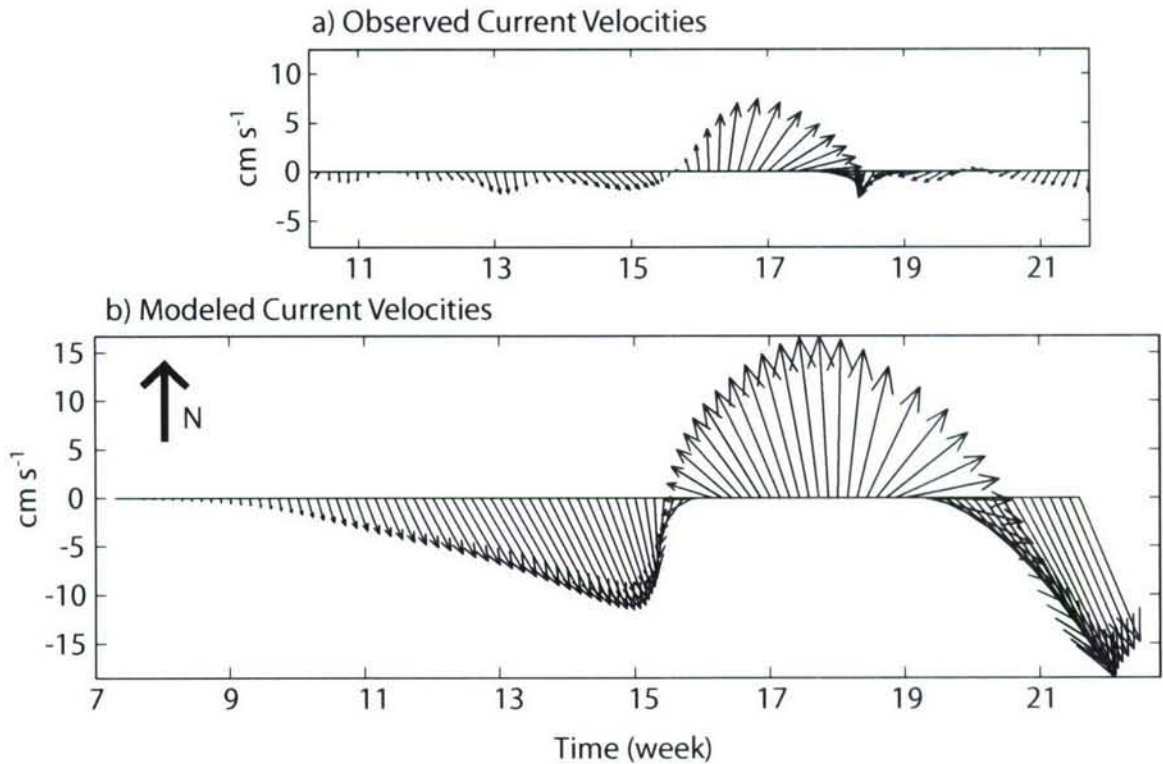 a) Observed Current Velocities
10
5
0
-5
cm s⁻¹
11 13 15 17 19 21
b) Modeled Current Velocities
15
10
5
0
-5
-10
-15
cm s⁻¹
N
7 9 11 13 15 17 19 21
Time (week)